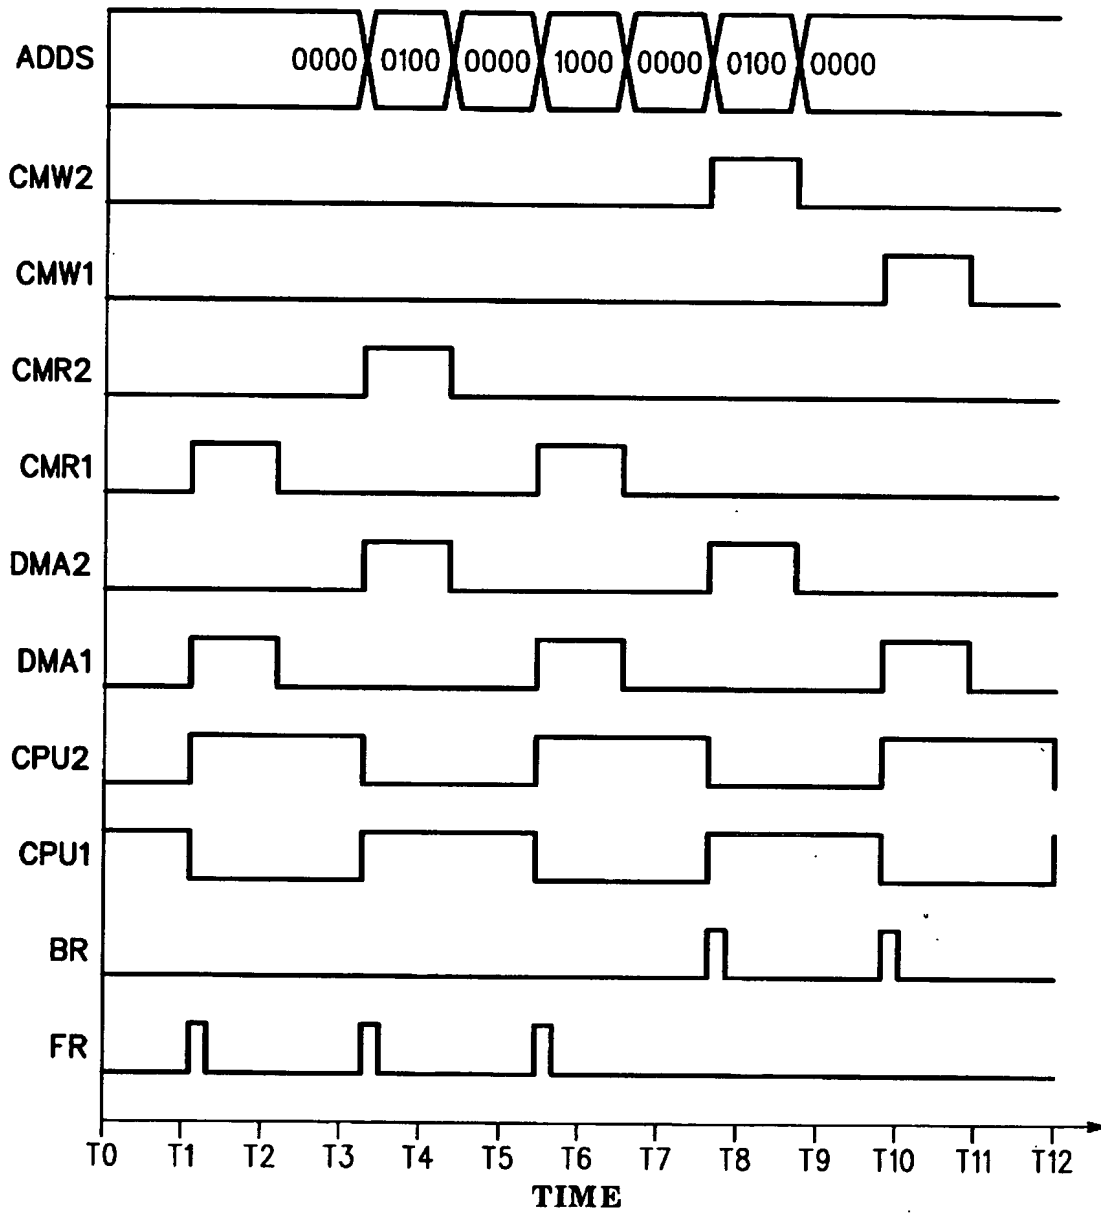 ADDS 0000 0100 0000 1000 0000 0100 0000
CMW2
CMW1
CMR2
CMR1
DMA2
DMA1
CPU2
CPU1
BR
FR
T0 T1 T2 T3 T4 T5 T6 T7 T8 T9 T10 T11 T12
TIME